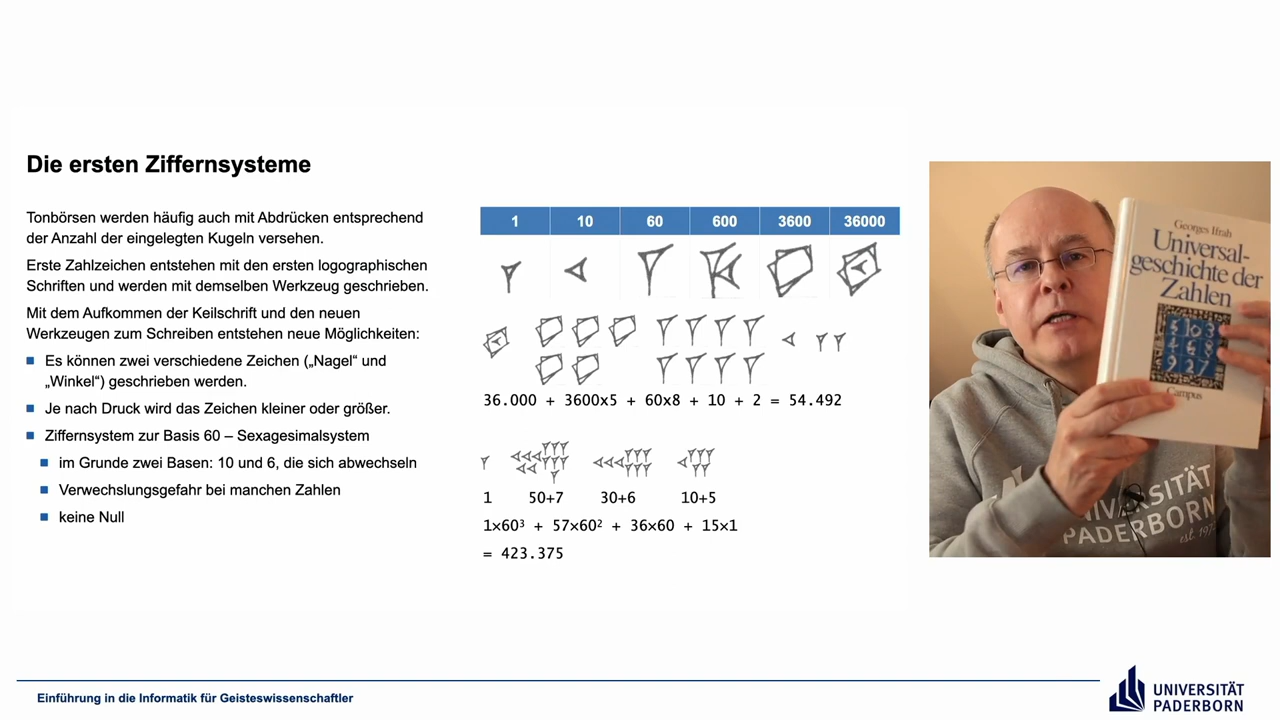 Die ersten Ziffernsysteme
Tonbörsen werden häufig auch mit Abdrücken entsprechend
der Anzahl der eingelegten Kugeln versehen.
Erste Zahlzeichen entstehen mit den ersten logographischen
Schriften und werden mit demselben Werkzeug geschrieben.
Mit dem Aufkommen der Keilschrift und den neuen
Werkzeugen zum Schreiben entstehen neue Möglichkeiten:
Es können zwei verschiedene Zeichen („Nagel“ und
„Winkel“) geschrieben werden.
Je nach Druck wird das Zeichen kleiner oder größer.
Ziffernsystem zur Basis 60 – Sexagesimalsystem
im Grunde zwei Basen: 10 und 6, die sich abwechseln
Verwechslungsgefahr bei manchen Zahlen
keine Null
1 10 60 600 3600 36000
36.000 + 3600x5 + 60x8 + 10 + 2 = 54.492
1 50+7 30+6 10+5
1×60³ + 57×60² + 36×60 + 15×1
= 423.375
Georges Ifrah
Universal-
geschichte der
Zahlen
Campus
UNIVERSITÄT
PADERBORN
Einführung in die Informatik für Geisteswissenschaftler
UNIVERSITÄT
PADERBORN